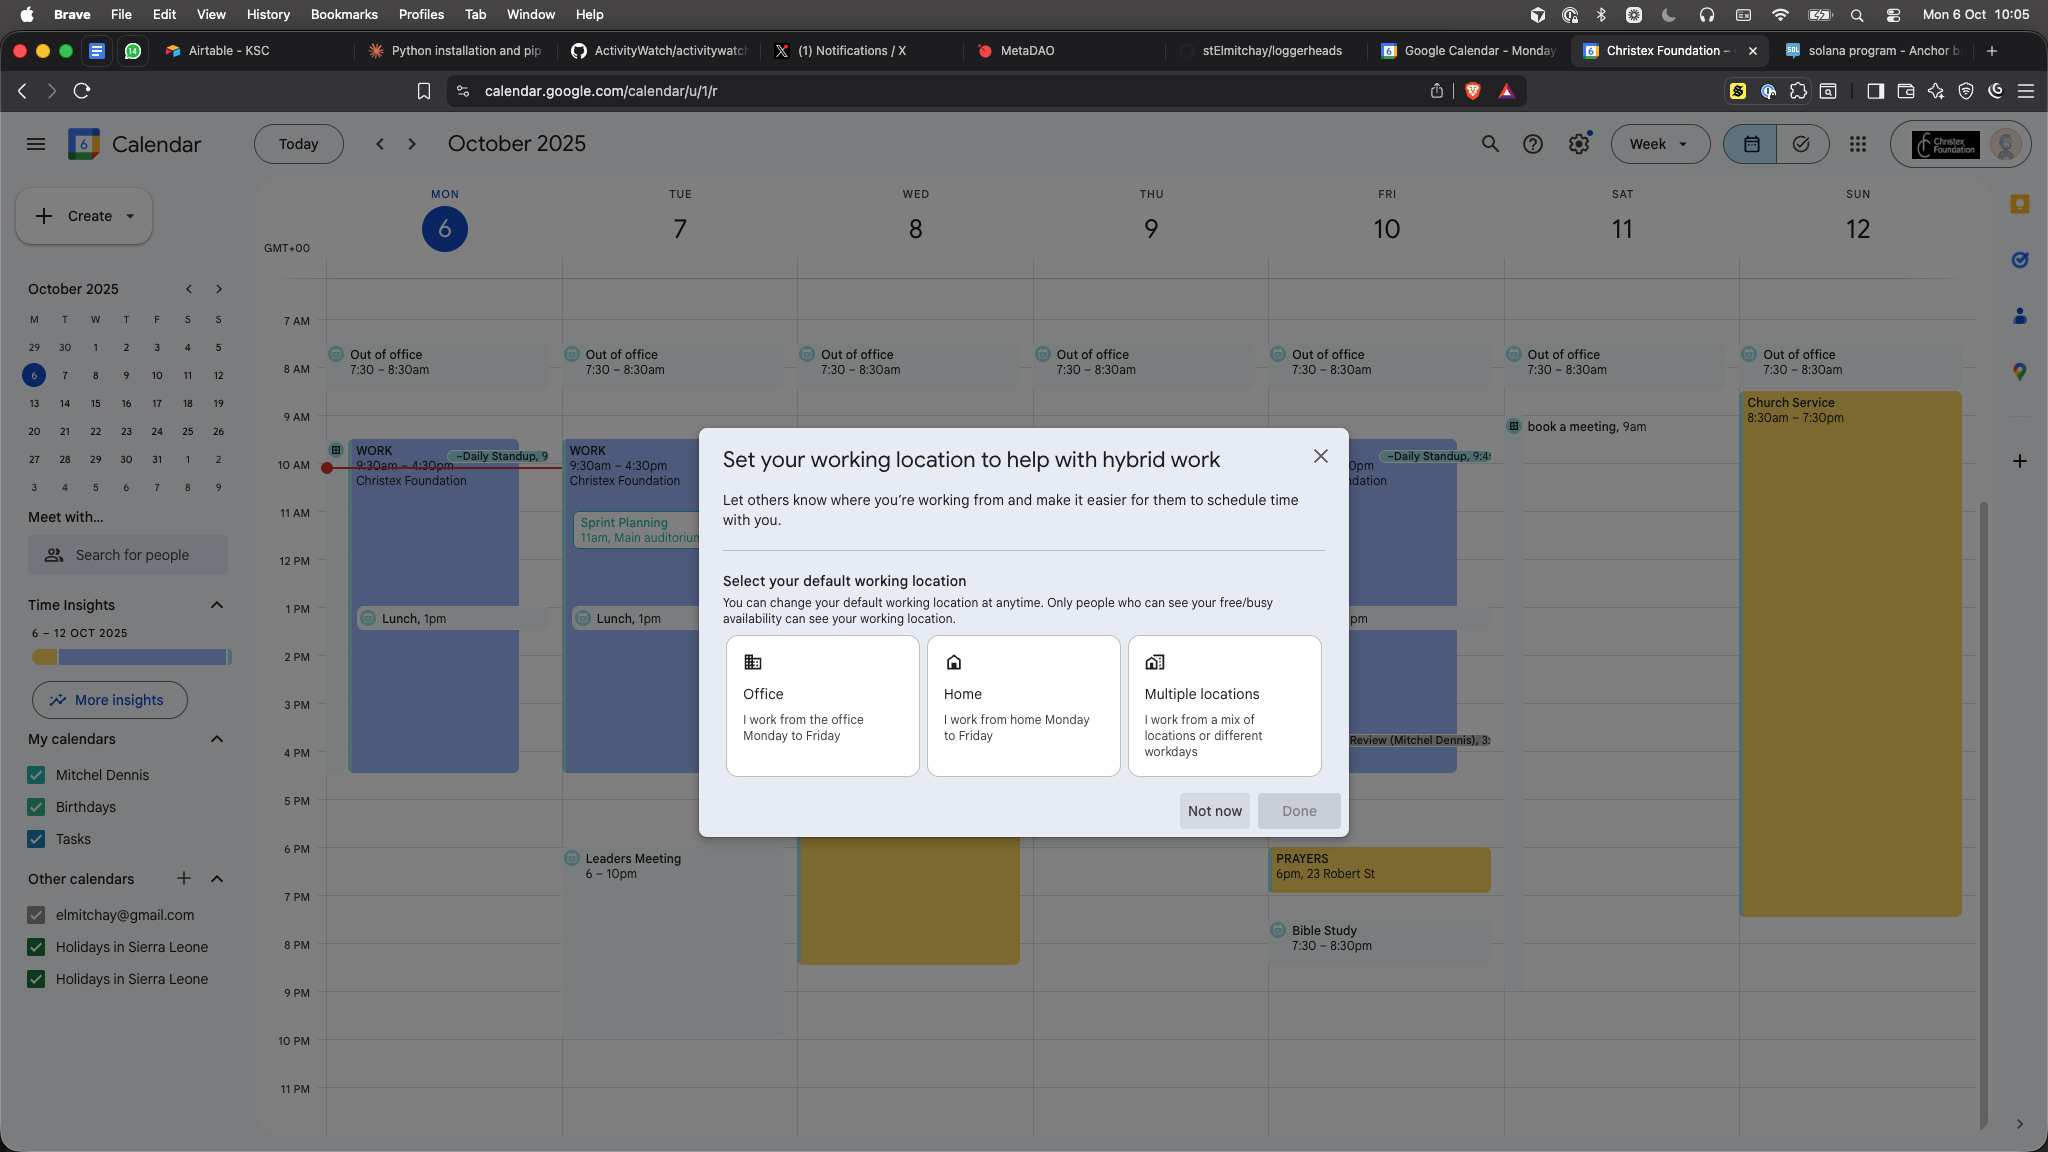 Brave File Edit View History Bookmarks Profiles Tab Window Help
Mon 6 Oct 10:05
14
Airtable - KSC
Python installation and pip
ActivityWatch/activitywatc
(1) Notifications / X
MetaDAO
stElmitchay/loggerheads
Google Calendar - Monday
Christex Foundation –
solana program - Anchor b
calendar.google.com/calendar/u/1/r
6 Calendar
Today
October 2025
Week
Christex Foundation
Create
GMT+00
MON 6
TUE 7
WED 8
THU 9
FRI 10
SAT 11
SUN 12
October 2025
M T W T F S S
29 30 1 2 3 4 5
6 7 8 9 10 11 12
13 14 15 16 17 18 19
20 21 22 23 24 25 26
27 28 29 30 31 1 2
3 4 5 6 7 8 9
Meet with…
Search for people
Time Insights
6 – 12 OCT 2025
More insights
My calendars
Mitchel Dennis
Birthdays
Tasks
Other calendars
elmitchay@gmail.com
Holidays in Sierra Leone
Holidays in Sierra Leone
7 AM
8 AM
9 AM
10 AM
11 AM
12 PM
1 PM
2 PM
3 PM
4 PM
5 PM
6 PM
7 PM
8 PM
9 PM
10 PM
11 PM
Out of office
7:30 – 8:30am
Out of office
7:30 – 8:30am
Out of office
7:30 – 8:30am
Out of office
7:30 – 8:30am
Out of office
7:30 – 8:30am
Out of office
7:30 – 8:30am
Out of office
7:30 – 8:30am
WORK
9:30am – 4:30pm
Christex Foundation
~Daily Standup, 9
Lunch, 1pm
WORK
9:30am – 4:30pm
Christex Foundation
Sprint Planning
11am, Main auditorium
Lunch, 1pm
Leaders Meeting
6 – 10pm
0pm
dation
~Daily Standup, 9:45
pm
Review (Mitchel Dennis), 3:
PRAYERS
6pm, 23 Robert St
Bible Study
7:30 – 8:30pm
book a meeting, 9am
Church Service
8:30am – 7:30pm
Set your working location to help with hybrid work
Let others know where you're working from and make it easier for them to schedule time
with you.
Select your default working location
You can change your default working location at anytime. Only people who can see your free/busy
availability can see your working location.
Office
I work from the office
Monday to Friday
Home
I work from home Monday
to Friday
Multiple locations
I work from a mix of
locations or different
workdays
Not now
Done